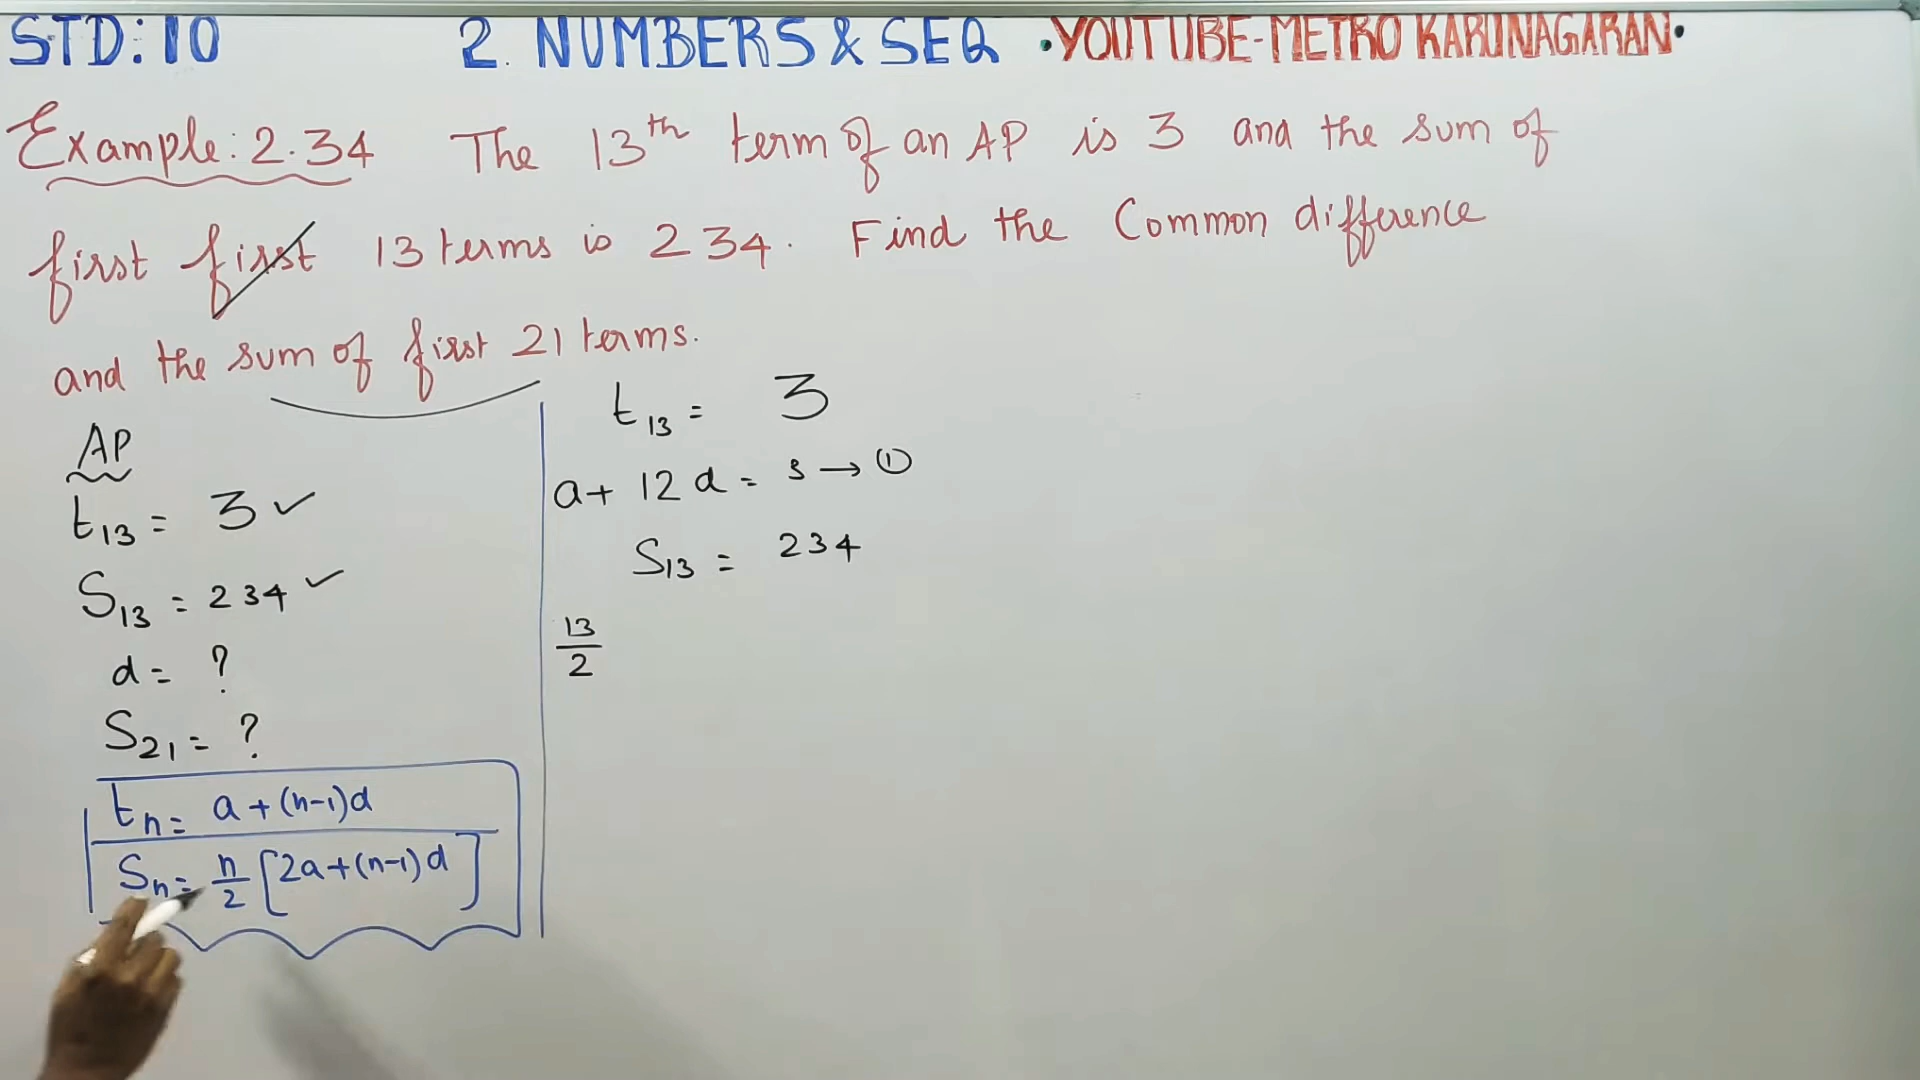 STD: 10 2. NUMBERS & SEQ •YOUTUBE-METRO KARUNAGARAN•
Example: 2.34 The 13th term of an AP is 3 and the sum of
first first 13 terms is 234. Find the Common difference
and the sum of first 21 terms.
AP
t13 = 3 ✓
S13 = 234 ✓
d = ?
S21 = ?
tn = a + (n-1)d
Sn = n/2 [2a + (n-1)d]
t13 = 3
a + 12d = 3 → ①
S13 = 234
13/2